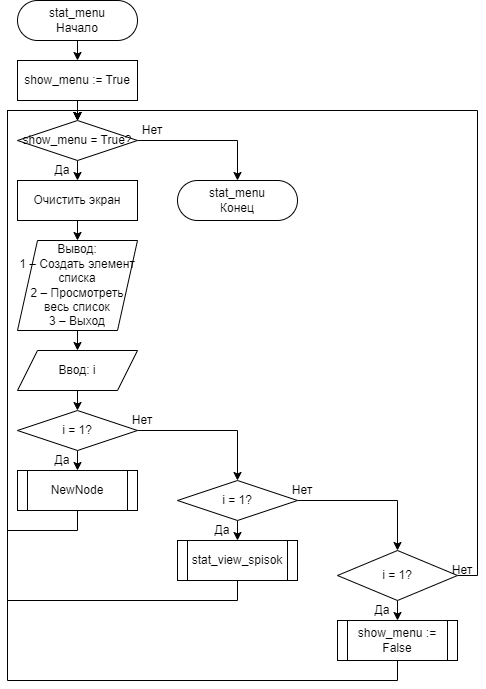 stat_menu
Начало
show_menu := True
show_menu = True?
Нет
Да
Очистить экран
stat_menu
Конец
Вывод:
1 – Создать элемент
списка
2 – Просмотреть
весь список
3 – Выход
Ввод: i
i = 1?
Нет
Да
NewNode
i = 1?
Нет
Да
stat_view_spisok
i = 1?
Нет
Да
show_menu :=
False